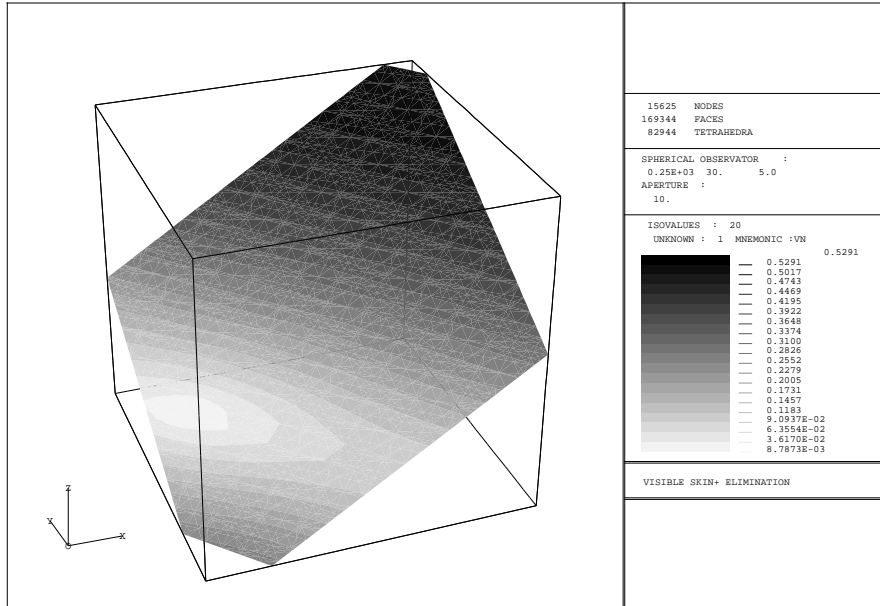 15625 NODES
169344 FACES
82944 TETRAHEDRA
SPHERICAL OBSERVATOR :
0.25E+03 30. 5.0
APERTURE :
10.
ISOVALUES : 20
UNKNOWN : 1 MNEMONIC :VN
0.5291
0.5291
0.5017
0.4743
0.4469
0.4195
0.3922
0.3648
0.3374
0.3100
0.2826
0.2552
0.2279
0.2005
0.1731
0.1457
0.1183
9.0937E-02
6.3554E-02
3.6170E-02
8.7873E-03
VISIBLE SKIN+ ELIMINATION
Z
Y
X